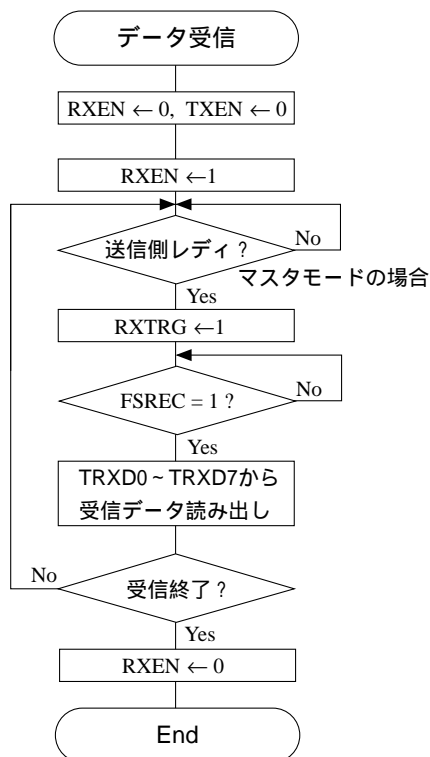 データ受信
RXEN ← 0, TXEN ← 0
RXEN ←1
送信側レディ?
No
マスタモードの場合
Yes
RXTRG ←1
FSREC = 1 ?
No
Yes
TRXD0 ~ TRXD7から
受信データ読み出し
No
受信終了?
Yes
RXEN ← 0
End